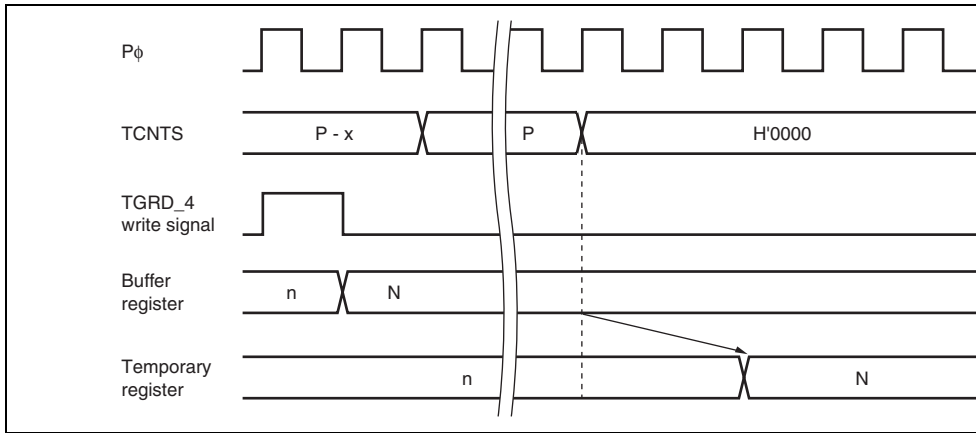 Pϕ
TCNTS
P - x
P
H'0000
TGRD_4
write signal
Buffer
register
n
N
Temporary
register
n
N